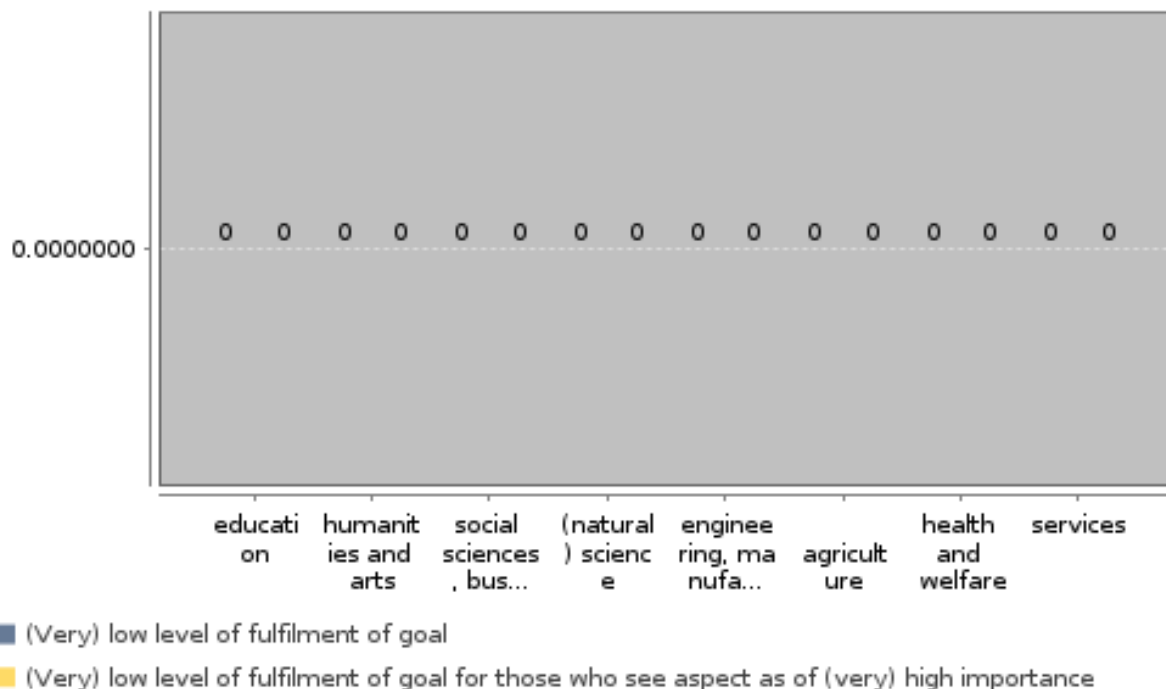 0 0 0 0 0 0 0 0 0 0 0 0 0 0 0 0
0.0000000
educati humanit social (natural enginee health services
on ies and sciences ) scienc ring, ma agricult and
arts , bus... e nufa... ure welfare
(Very) low level of fulfilment of goal
(Very) low level of fulfilment of goal for those who see aspect as of (very) high importance